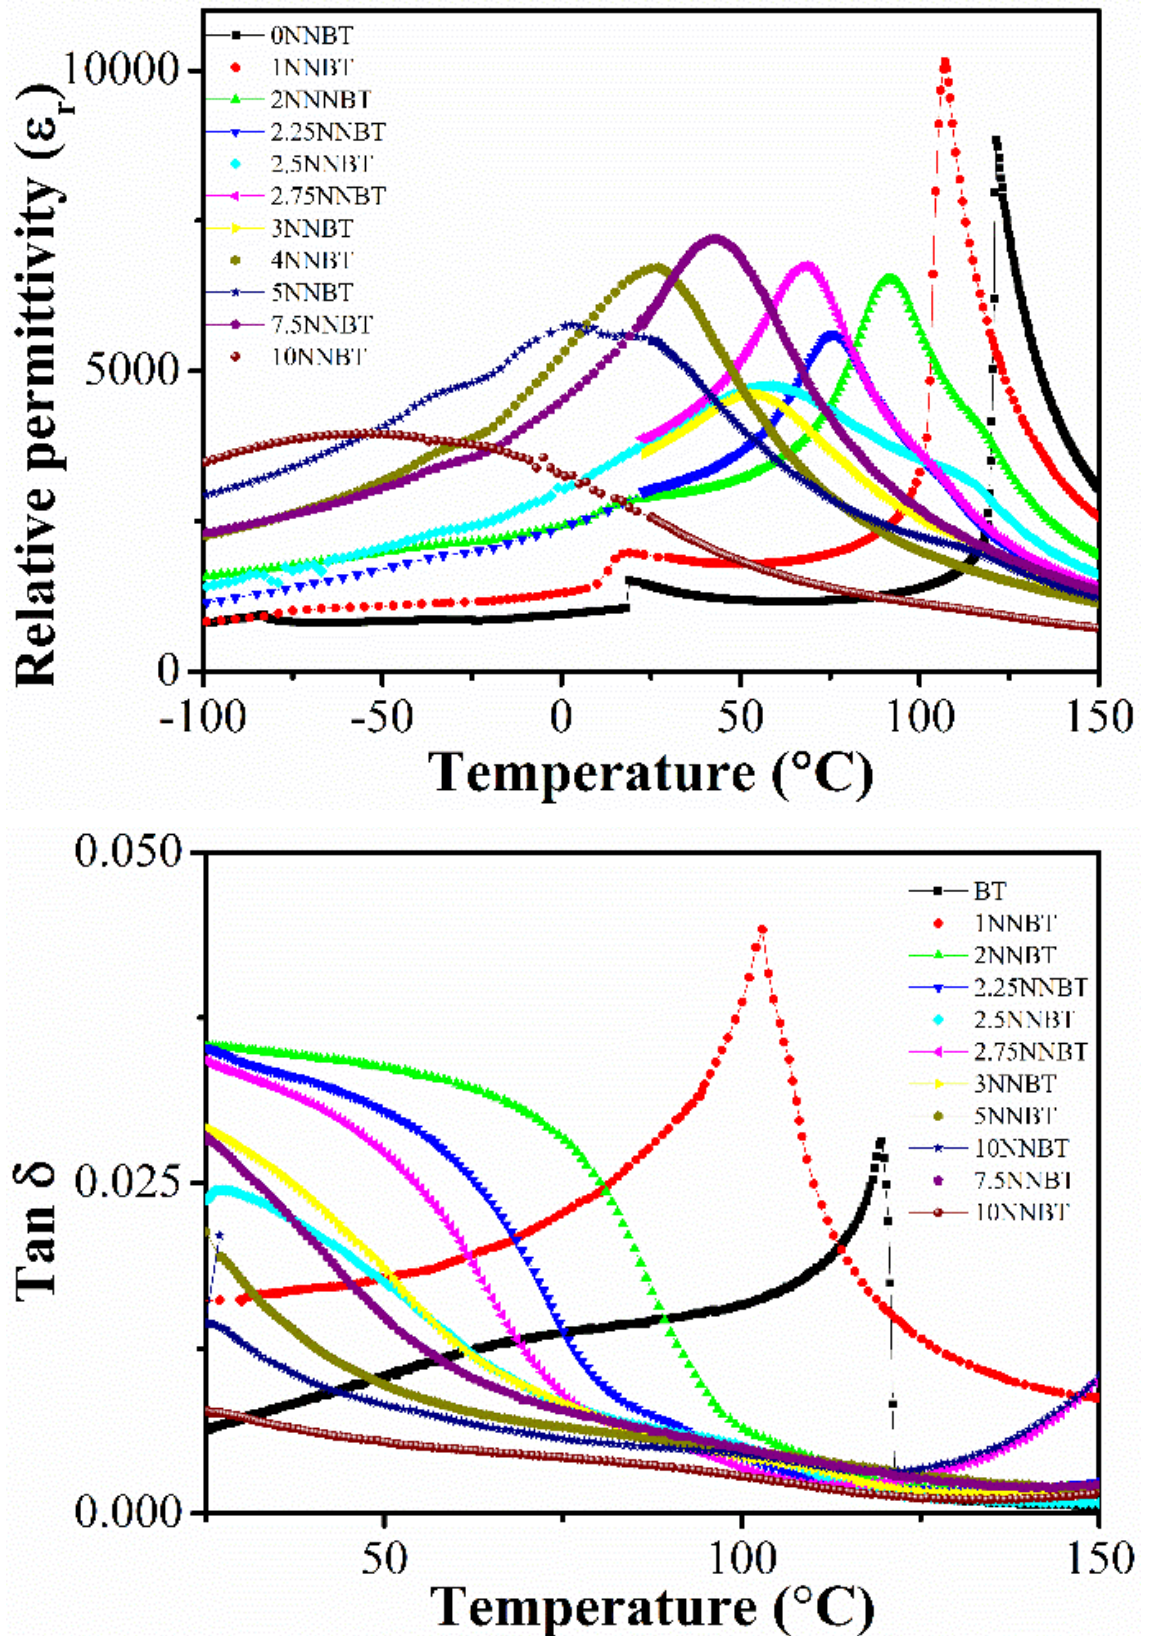 Relative permittivity (εr)
10000
5000
0
0NNBT
1NNBT
2NNNBT
2.25NNBT
2.5NNBT
2.75NNBT
3NNBT
4NNBT
5NNBT
7.5NNBT
10NNBT
-100 -50 0 50 100 150
Temperature (°C)
Tan δ
0.050
0.025
0.000
BT
1NNBT
2NNBT
2.25NNBT
2.5NNBT
2.75NNBT
3NNBT
5NNBT
10NNBT
7.5NNBT
10NNBT
50 100 150
Temperature (°C)